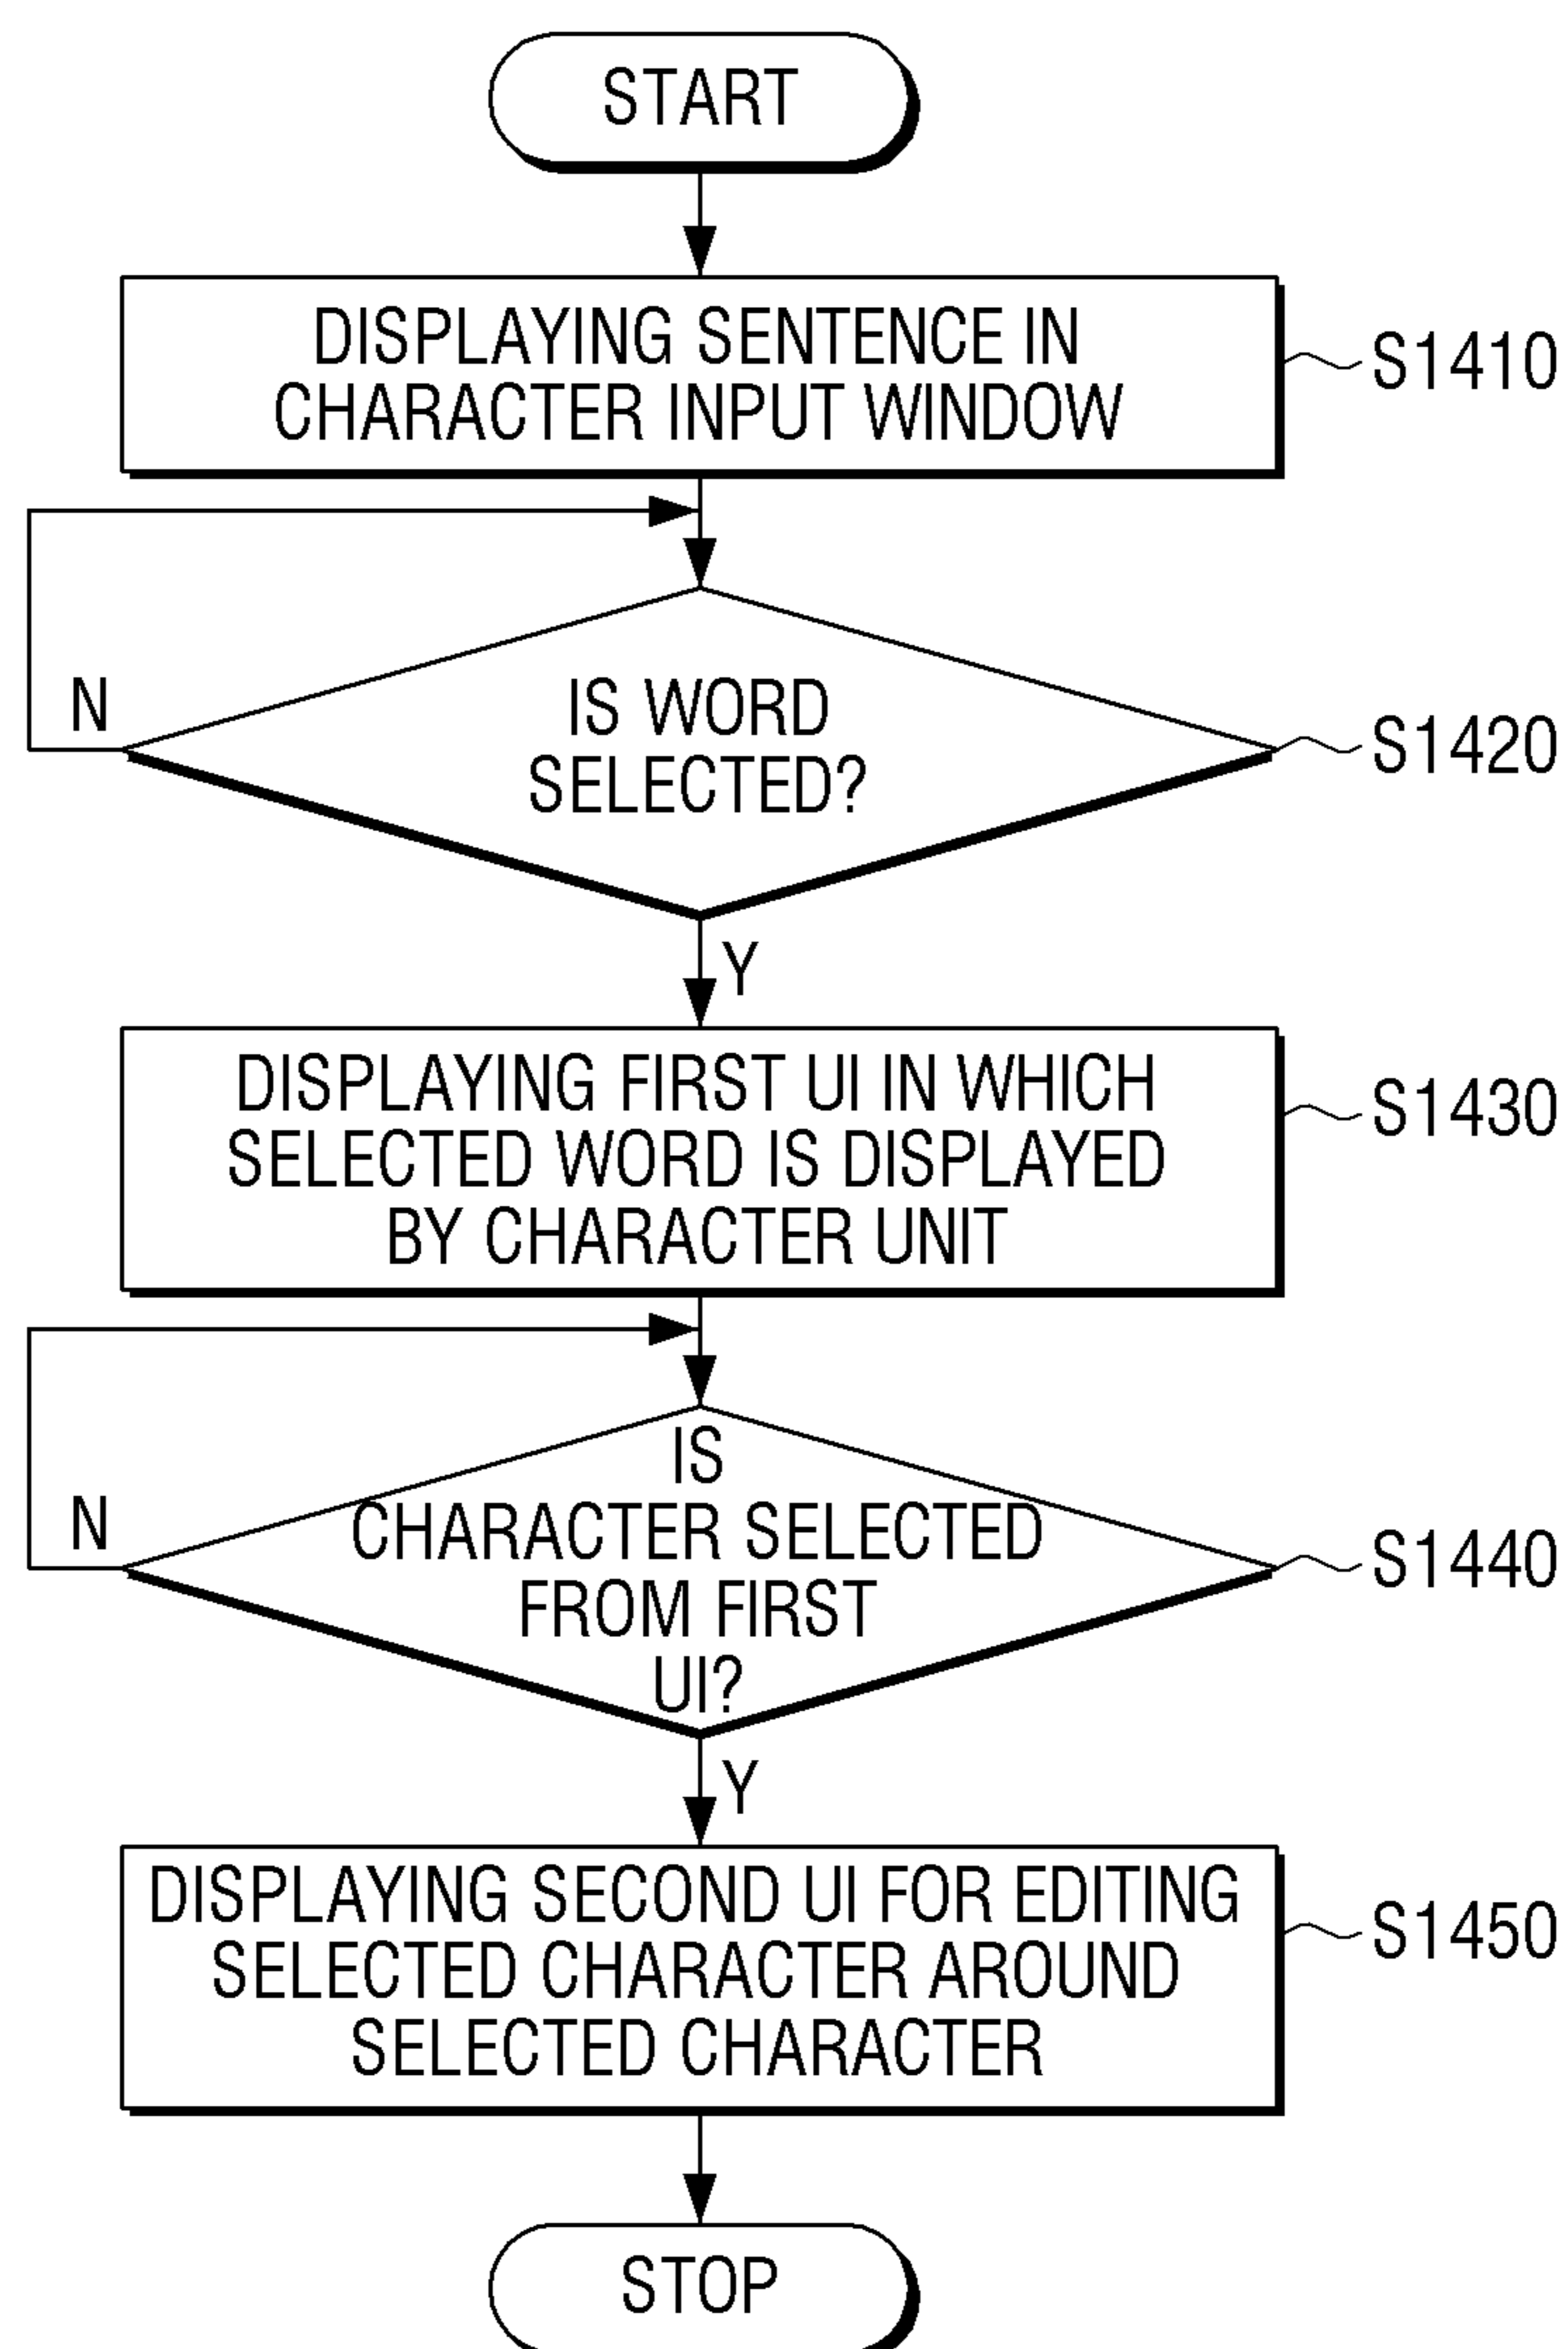 START
DISPLAYING SENTENCE IN
CHARACTER INPUT WINDOW
S1410
N
IS WORD
SELECTED?
S1420
Y
DISPLAYING FIRST UI IN WHICH
SELECTED WORD IS DISPLAYED
BY CHARACTER UNIT
S1430
N
IS
CHARACTER SELECTED
FROM FIRST
UI?
S1440
Y
DISPLAYING SECOND UI FOR EDITING
SELECTED CHARACTER AROUND
SELECTED CHARACTER
S1450
STOP